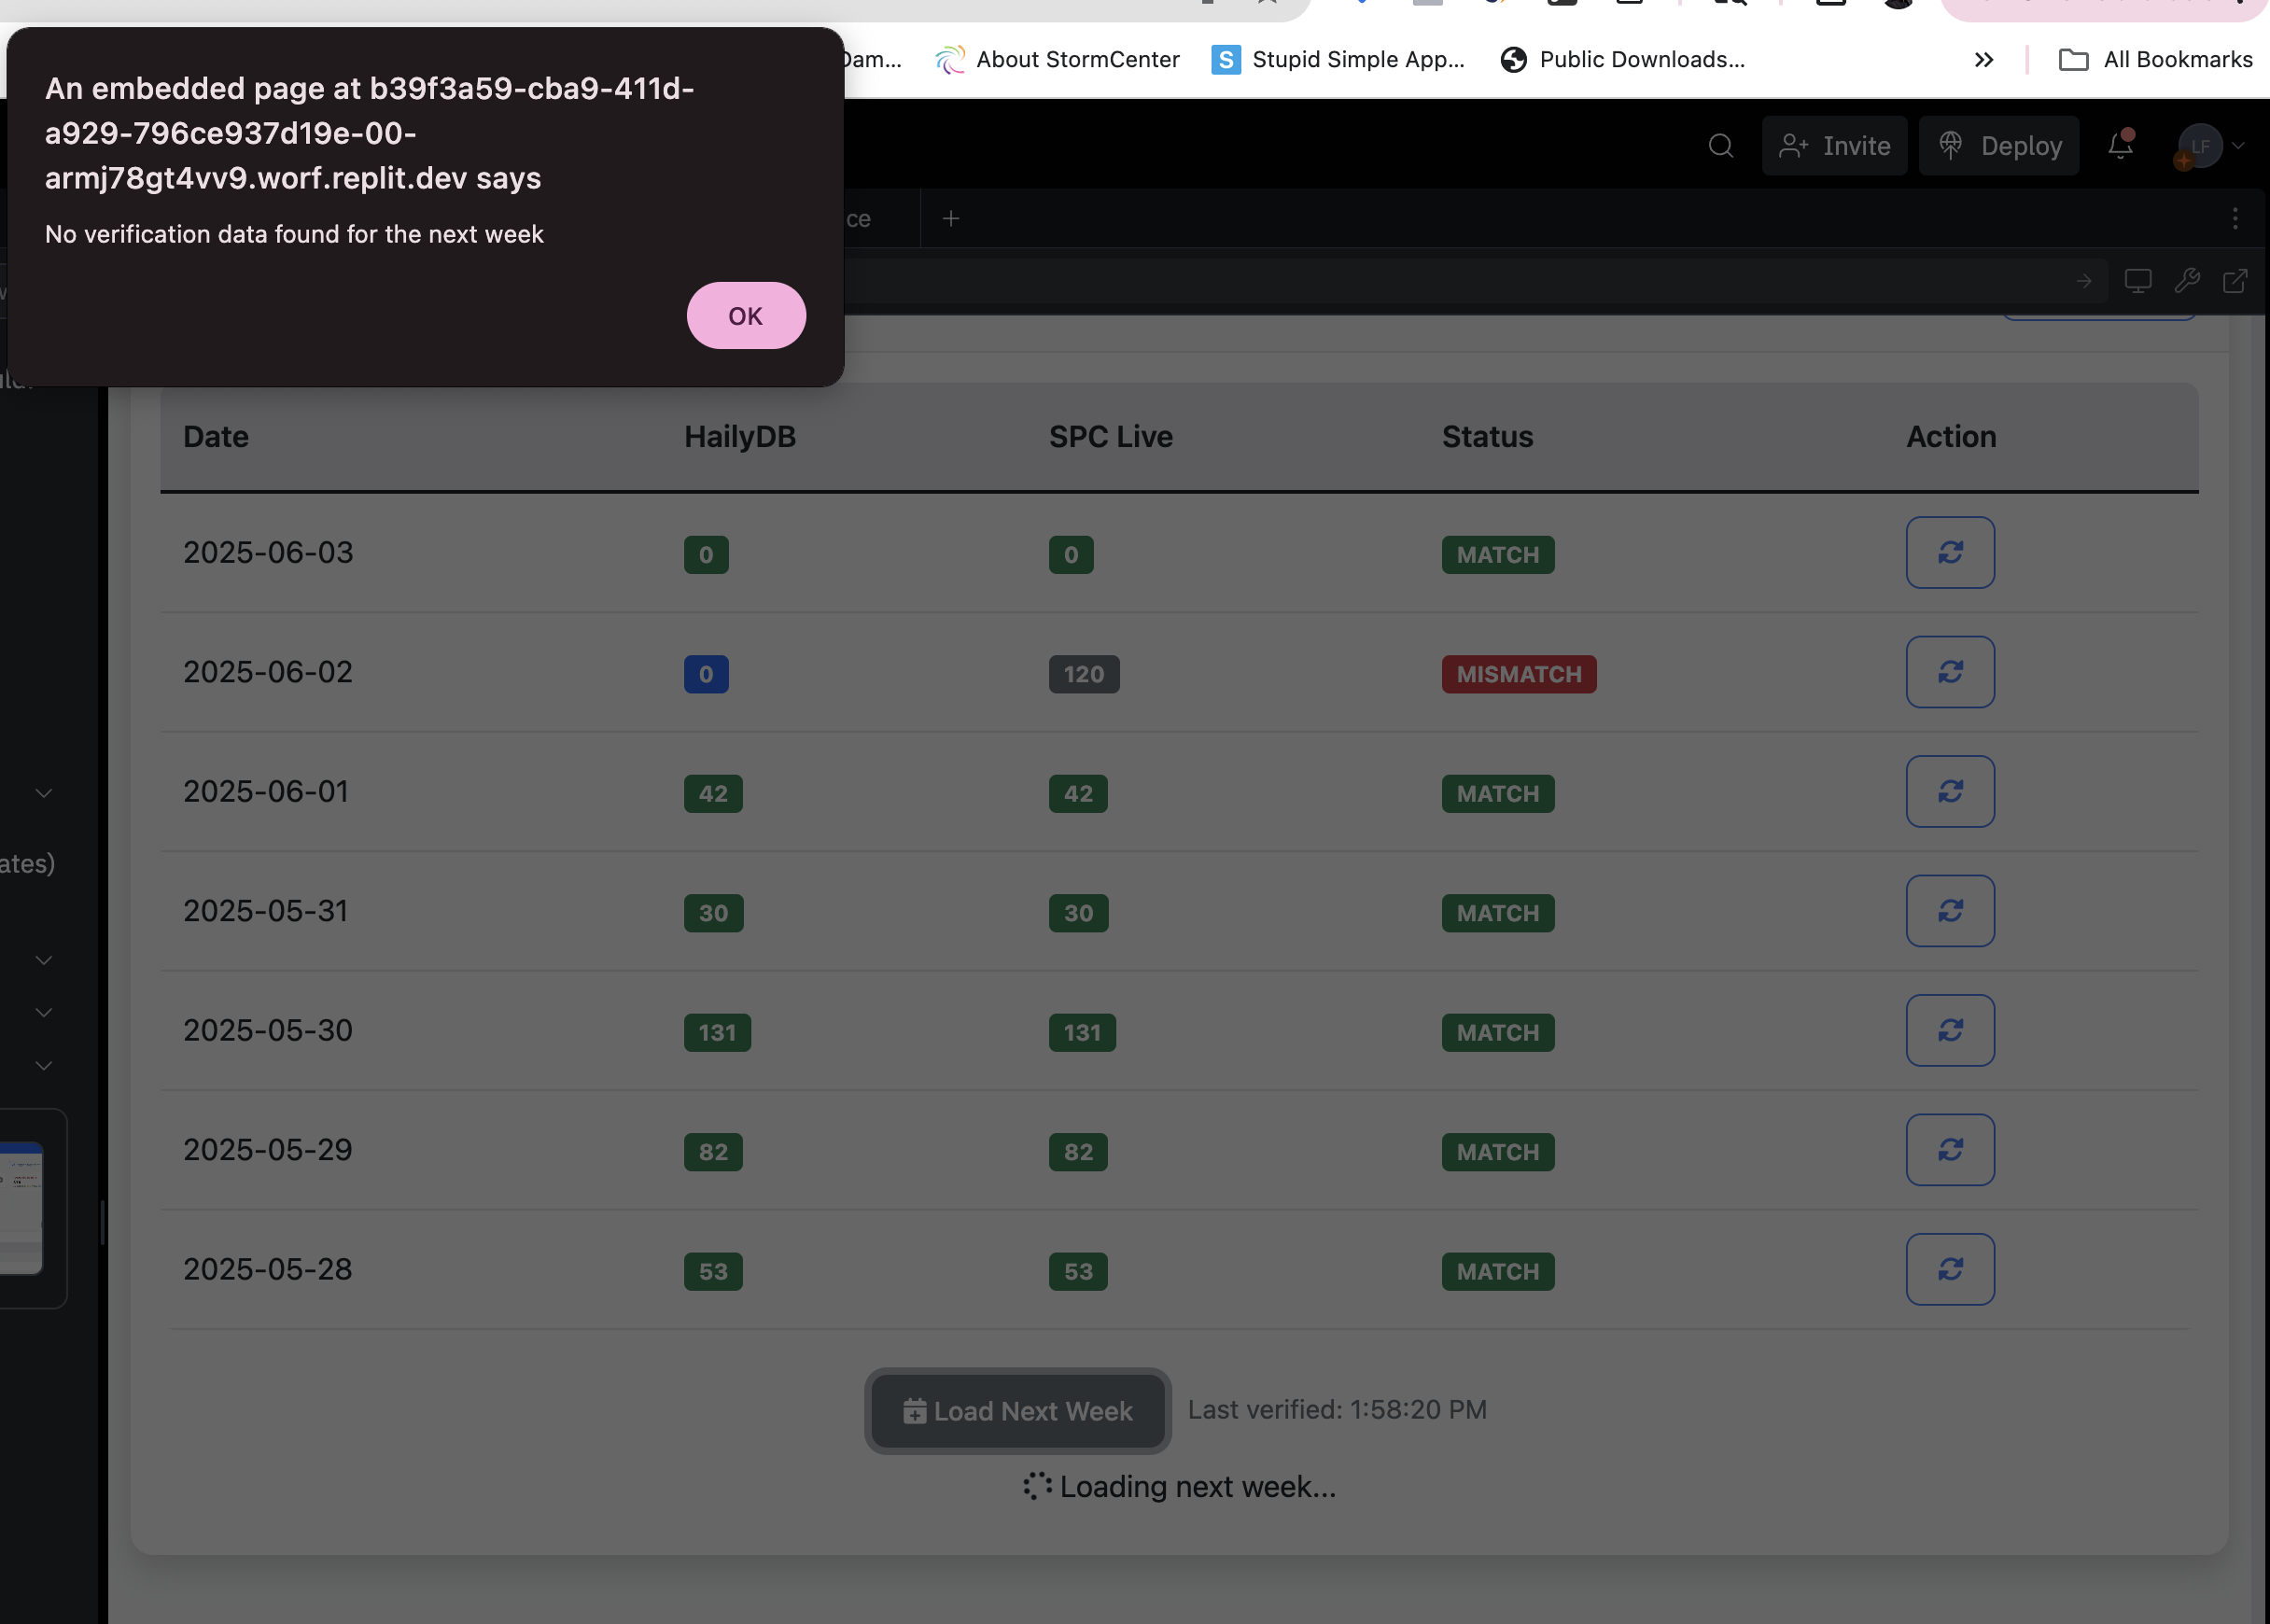 Dam...
About StormCenter
S
Stupid Simple App...
Public Downloads...
All Bookmarks
An embedded page at b39f3a59-cba9-411d-
a929-796ce937d19e-00-
armj78gt4vv9.worf.replit.dev says
No verification data found for the next week
OK
Invite
Deploy
LF
ce
ates)
Date HailyDB SPC Live Status Action
2025-06-03 0 0 MATCH
2025-06-02 0 120 MISMATCH
2025-06-01 42 42 MATCH
2025-05-31 30 30 MATCH
2025-05-30 131 131 MATCH
2025-05-29 82 82 MATCH
2025-05-28 53 53 MATCH
Load Next Week Last verified: 1:58:20 PM
Loading next week...